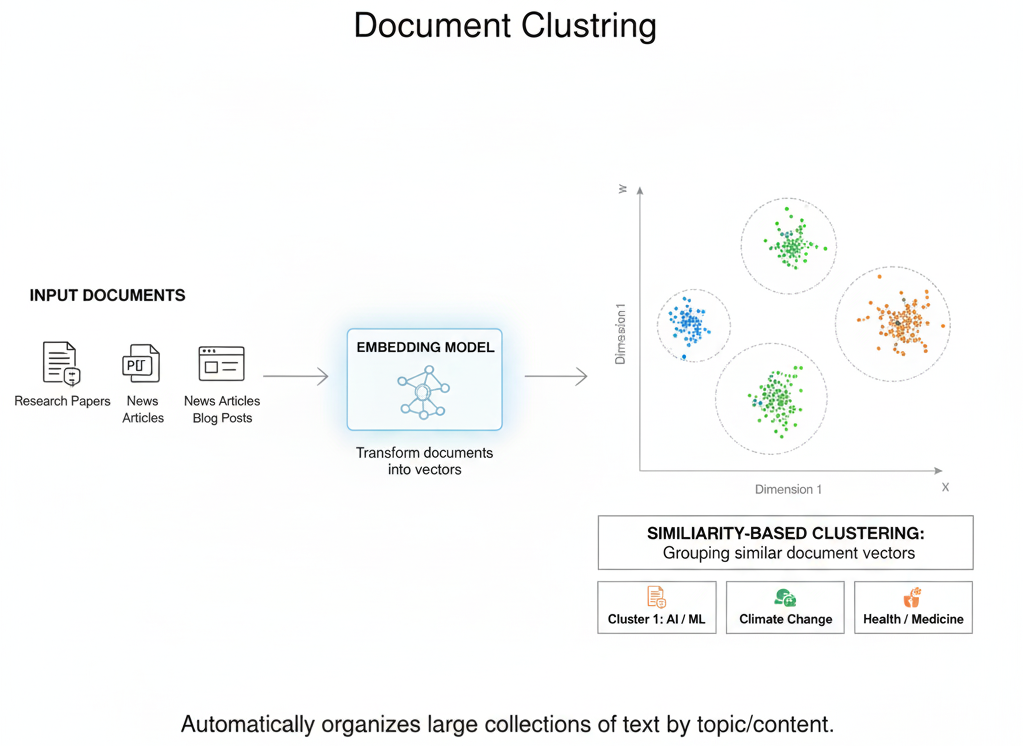 Document Clustring
INPUT DOCUMENTS
Research Papers
News
Articles
News Articles
Blog Posts
EMBEDDING MODEL
Transform documents
into vectors
Dimension 1
Dimension 1
X
SIMILIARITY-BASED CLUSTERING:
Grouping similar document vectors
Cluster 1: AI / ML
Climate Change
Health / Medicine
Automatically organizes large collections of text by topic/content.